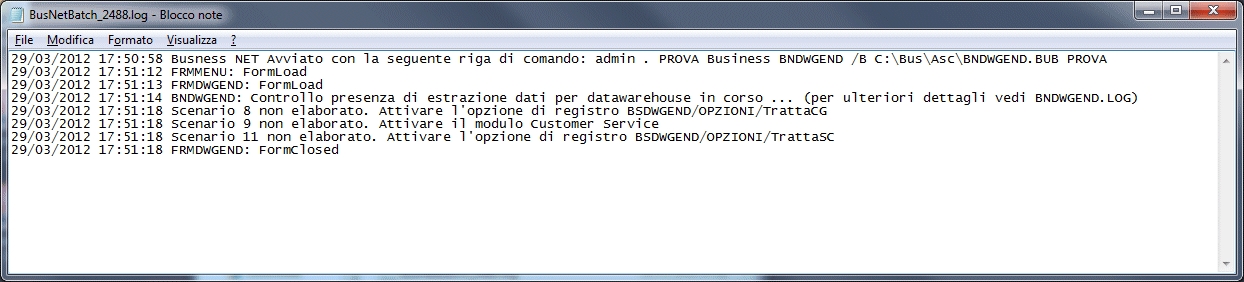 BusNetBatch_2488.log - Blocco note
File Modifica Formato Visualizza ?
29/03/2012 17:50:58 Busness NET Avviato con la seguente riga di comando: admin . PROVA Business BNDWGEND /B C:\Bus\Asc\BNDWGEND.BUB PROVA
29/03/2012 17:51:12 FRMMENU: FormLoad
29/03/2012 17:51:13 FRMDWGEND: FormLoad
29/03/2012 17:51:14 BNDWGEND: Controllo presenza di estrazione dati per datawarehouse in corso ... (per ulteriori dettagli vedi BNDWGEND.LOG)
29/03/2012 17:51:18 Scenario 8 non elaborato. Attivare l'opzione di registro BSDWGEND/OPZIONI/TrattaCG
29/03/2012 17:51:18 Scenario 9 non elaborato. Attivare il modulo Customer Service
29/03/2012 17:51:18 Scenario 11 non elaborato. Attivare l'opzione di registro BSDWGEND/OPZIONI/TrattaSC
29/03/2012 17:51:18 FRMDWGEND: FormClosed